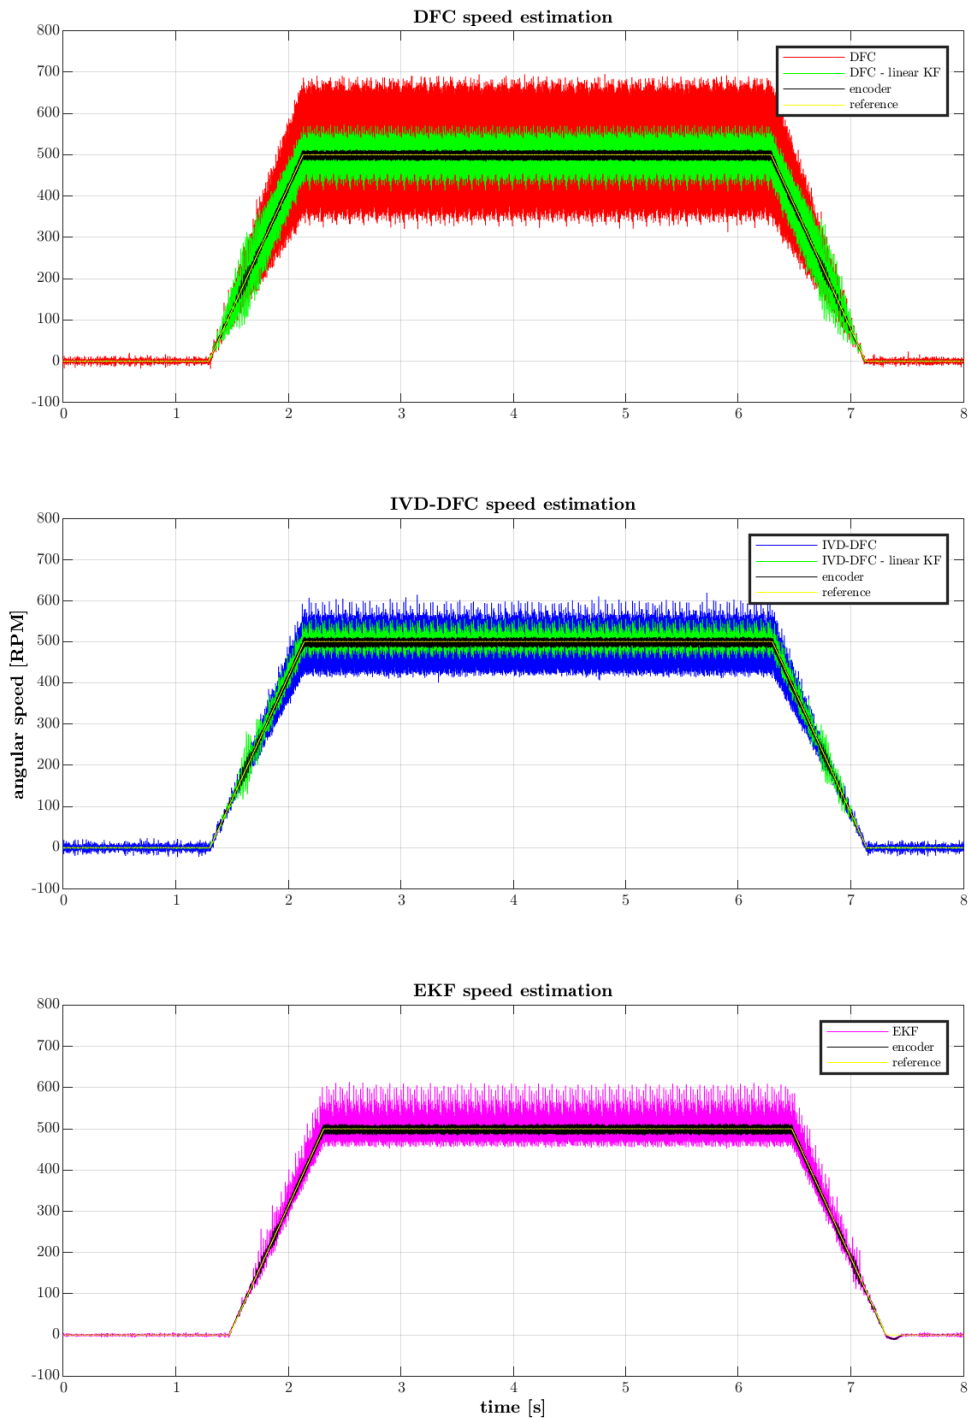 DFC speed estimation
800
700
600
500
400
300
200
100
0
-100
0 1 2 3 4 5 6 7 8
DFC
DFC - linear KF
encoder
reference
IVD-DFC speed estimation
angular speed [RPM]
800
700
600
500
400
300
200
100
0
-100
0 1 2 3 4 5 6 7 8
IVD-DFC
IVD-DFC - linear KF
encoder
reference
EKF speed estimation
800
700
600
500
400
300
200
100
0
-100
0 1 2 3 4 5 6 7 8
EKF
encoder
reference
time [s]